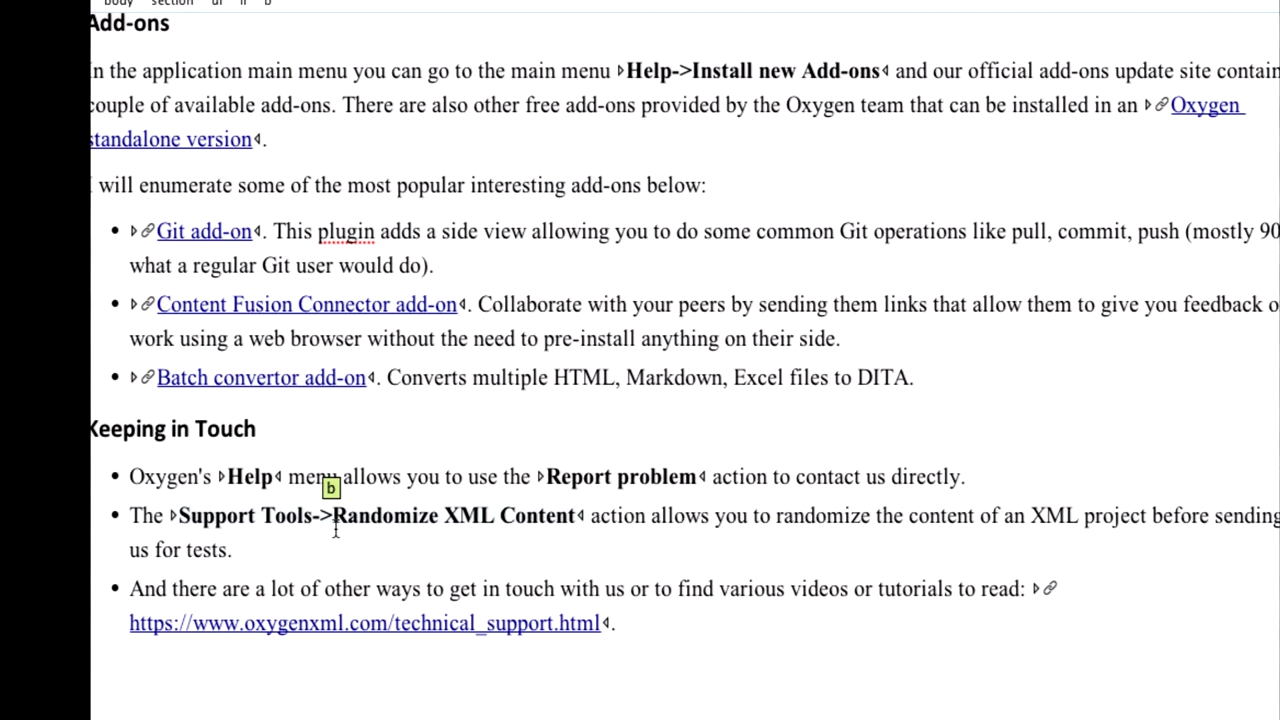 body section ul li b
Add-ons
In the application main menu you can go to the main menu Help->Install new Add-ons and our official add-ons update site contain
couple of available add-ons. There are also other free add-ons provided by the Oxygen team that can be installed in an Oxygen
standalone version.
I will enumerate some of the most popular interesting add-ons below:
• Git add-on. This plugin adds a side view allowing you to do some common Git operations like pull, commit, push (mostly 90
what a regular Git user would do).
• Content Fusion Connector add-on. Collaborate with your peers by sending them links that allow them to give you feedback o
work using a web browser without the need to pre-install anything on their side.
• Batch convertor add-on. Converts multiple HTML, Markdown, Excel files to DITA.
Keeping in Touch
• Oxygen's Help menu allows you to use the Report problem action to contact us directly.
b
• The Support Tools->Randomize XML Content action allows you to randomize the content of an XML project before sending
us for tests.
• And there are a lot of other ways to get in touch with us or to find various videos or tutorials to read:
https://www.oxygenxml.com/technical_support.html.